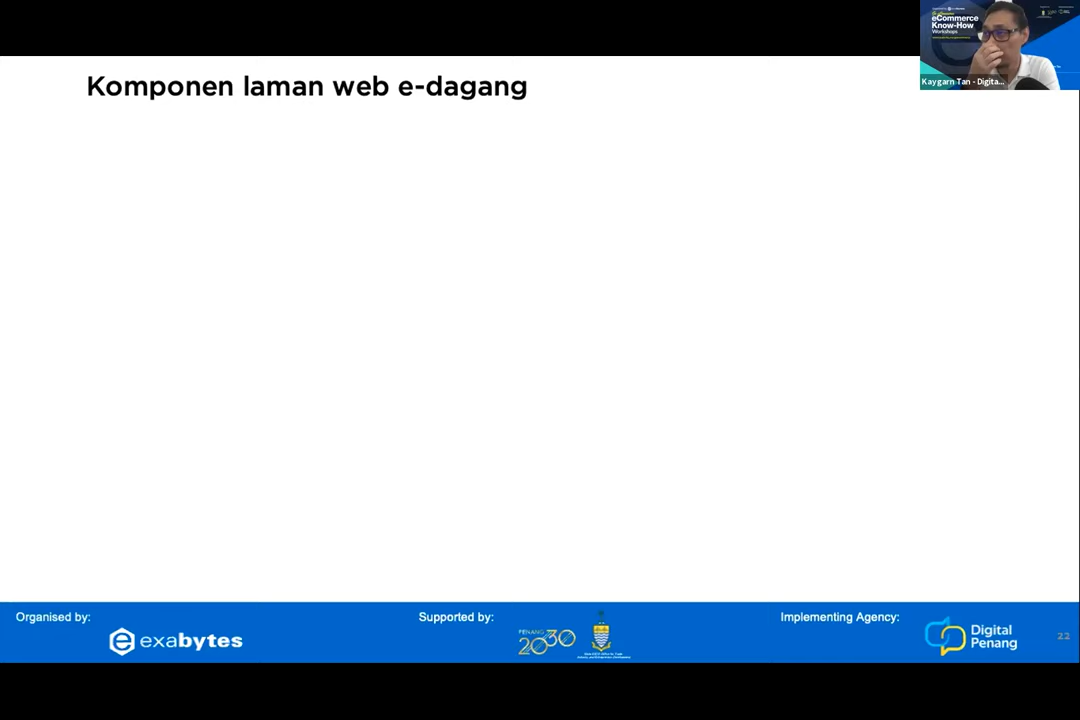 eCommerce
Know-How
Workshops
Kaygarn Tan - Digita...
Komponen laman web e-dagang
Organised by:
exabytes
Supported by:
PENANG
2030
Implementing Agency:
Digital
Penang
22